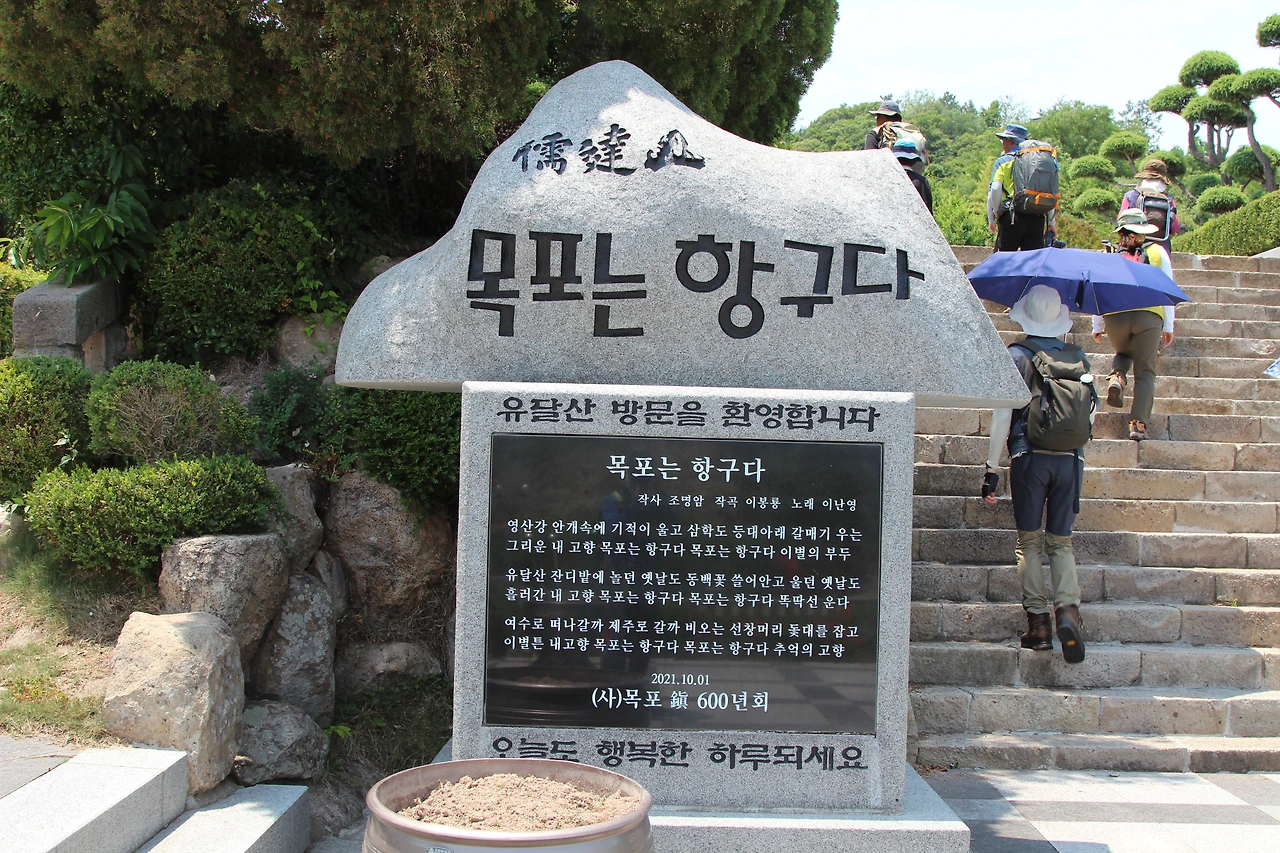 儒達山
목포는 항구다
유달산 방문을 환영합니다
목포는 항구다
작사 조명암 작곡 이봉룡 노래 이난영
영산강 안개속에 기적이 울고 삼학도 등대아래 갈매기 우는
그리운 내 고향 목포는 항구다 목포는 항구다 이별의 부두
유달산 잔디밭에 놀던 옛날도 동백꽃 쓸어안고 울던 옛날도
흘러간 내 고향 목포는 항구다 목포는 항구다 똑딱선 운다
여수로 떠나갈까 제주로 갈까 비오는 선창머리 돛대를 잡고
이별튼 내고향 목포는 항구다 목포는 항구다 추억의 고향
2021.10.01
(사)목포 鎭 600년회
오늘도 행복한 하루되세요